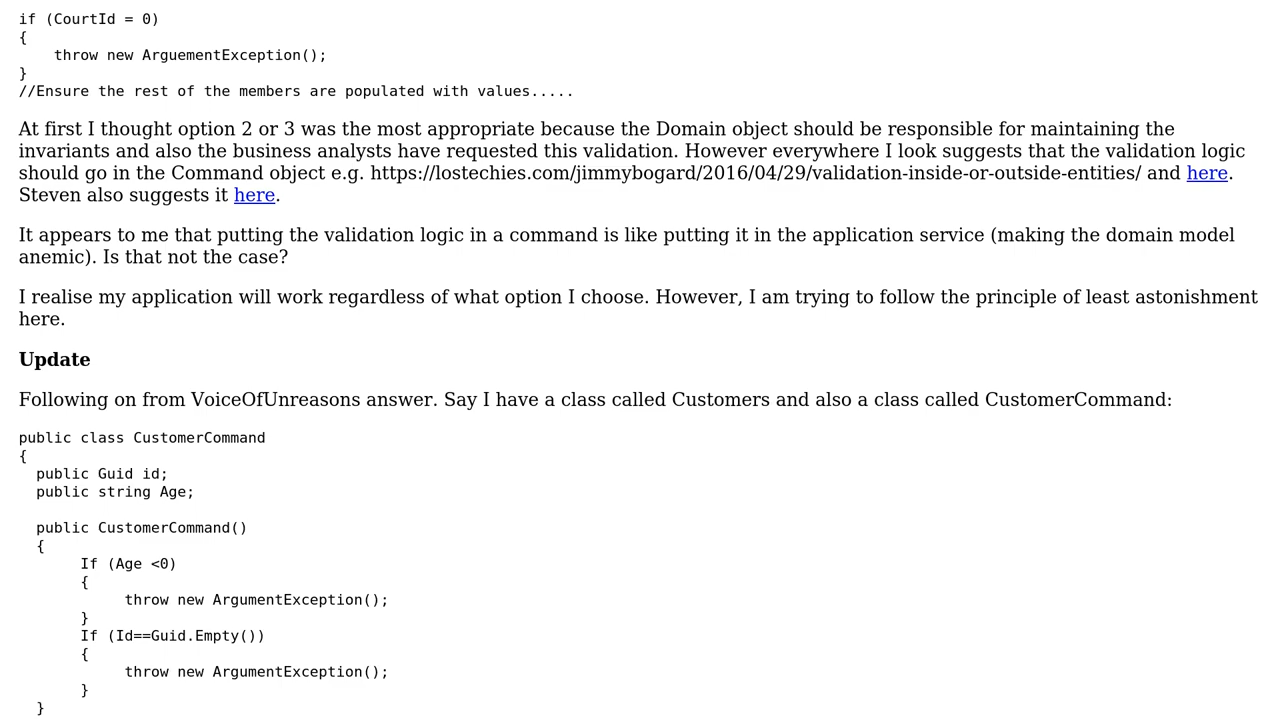 if (CourtId = 0)
{
    throw new ArguementException();
}
//Ensure the rest of the members are populated with values.....
At first I thought option 2 or 3 was the most appropriate because the Domain object should be responsible for maintaining the
invariants and also the business analysts have requested this validation. However everywhere I look suggests that the validation logic
should go in the Command object e.g. https://lostechies.com/jimmybogard/2016/04/29/validation-inside-or-outside-entities/ and here.
Steven also suggests it here.
It appears to me that putting the validation logic in a command is like putting it in the application service (making the domain model
anemic). Is that not the case?
I realise my application will work regardless of what option I choose. However, I am trying to follow the principle of least astonishment
here.
Update
Following on from VoiceOfUnreasons answer. Say I have a class called Customers and also a class called CustomerCommand:
public class CustomerCommand
{
  public Guid id;
  public string Age;
  public CustomerCommand()
  {
       If (Age <0)
       {
            throw new ArgumentException();
       }
       If (Id==Guid.Empty())
       {
            throw new ArgumentException();
       }
  }